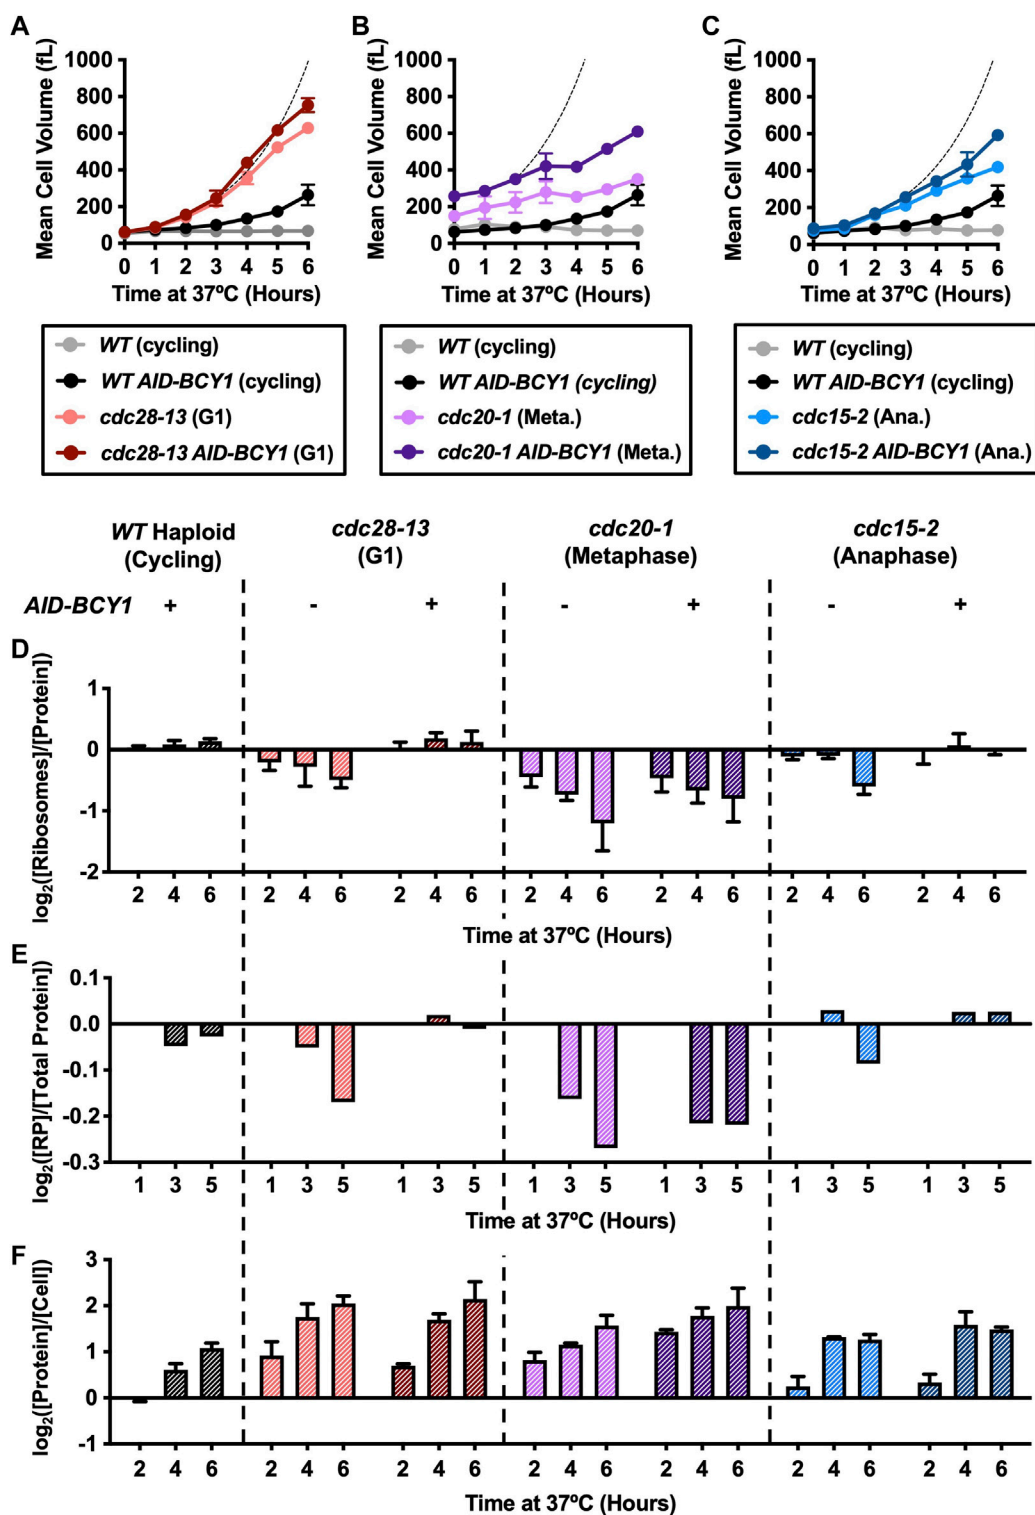 A
B
C
Mean Cell Volume (fL)
1000
800
600
400
200
0
0 1 2 3 4 5 6
Time at 37ºC (Hours)
Mean Cell Volume (fL)
1000
800
600
400
200
0
0 1 2 3 4 5 6
Time at 37ºC (Hours)
Mean Cell Volume (fL)
1000
800
600
400
200
0
0 1 2 3 4 5 6
Time at 37ºC (Hours)
WT (cycling)
WT AID-BCY1 (cycling)
cdc28-13 (G1)
cdc28-13 AID-BCY1 (G1)
WT (cycling)
WT AID-BCY1 (cycling)
cdc20-1 (Meta.)
cdc20-1 AID-BCY1 (Meta.)
WT (cycling)
WT AID-BCY1 (cycling)
cdc15-2 (Ana.)
cdc15-2 AID-BCY1 (Ana.)
WT Haploid
(Cycling)
cdc28-13
(G1)
cdc20-1
(Metaphase)
cdc15-2
(Anaphase)
AID-BCY1 + - + - + - +
D
log2([Ribosomes]/[Protein])
1
0
-1
-2
2 4 6 2 4 6 2 4 6 2 4 6 2 4 6 2 4 6 2 4 6
Time at 37ºC (Hours)
E
log2([RP]/[Total Protein])
0.1
0.0
-0.1
-0.2
-0.3
1 3 5 1 3 5 1 3 5 1 3 5 1 3 5 1 3 5 1 3 5
Time at 37ºC (Hours)
F
log2([Protein]/[Cell])
3
2
1
0
-1
2 4 6 2 4 6 2 4 6 2 4 6 2 4 6 2 4 6 2 4 6
Time at 37ºC (Hours)